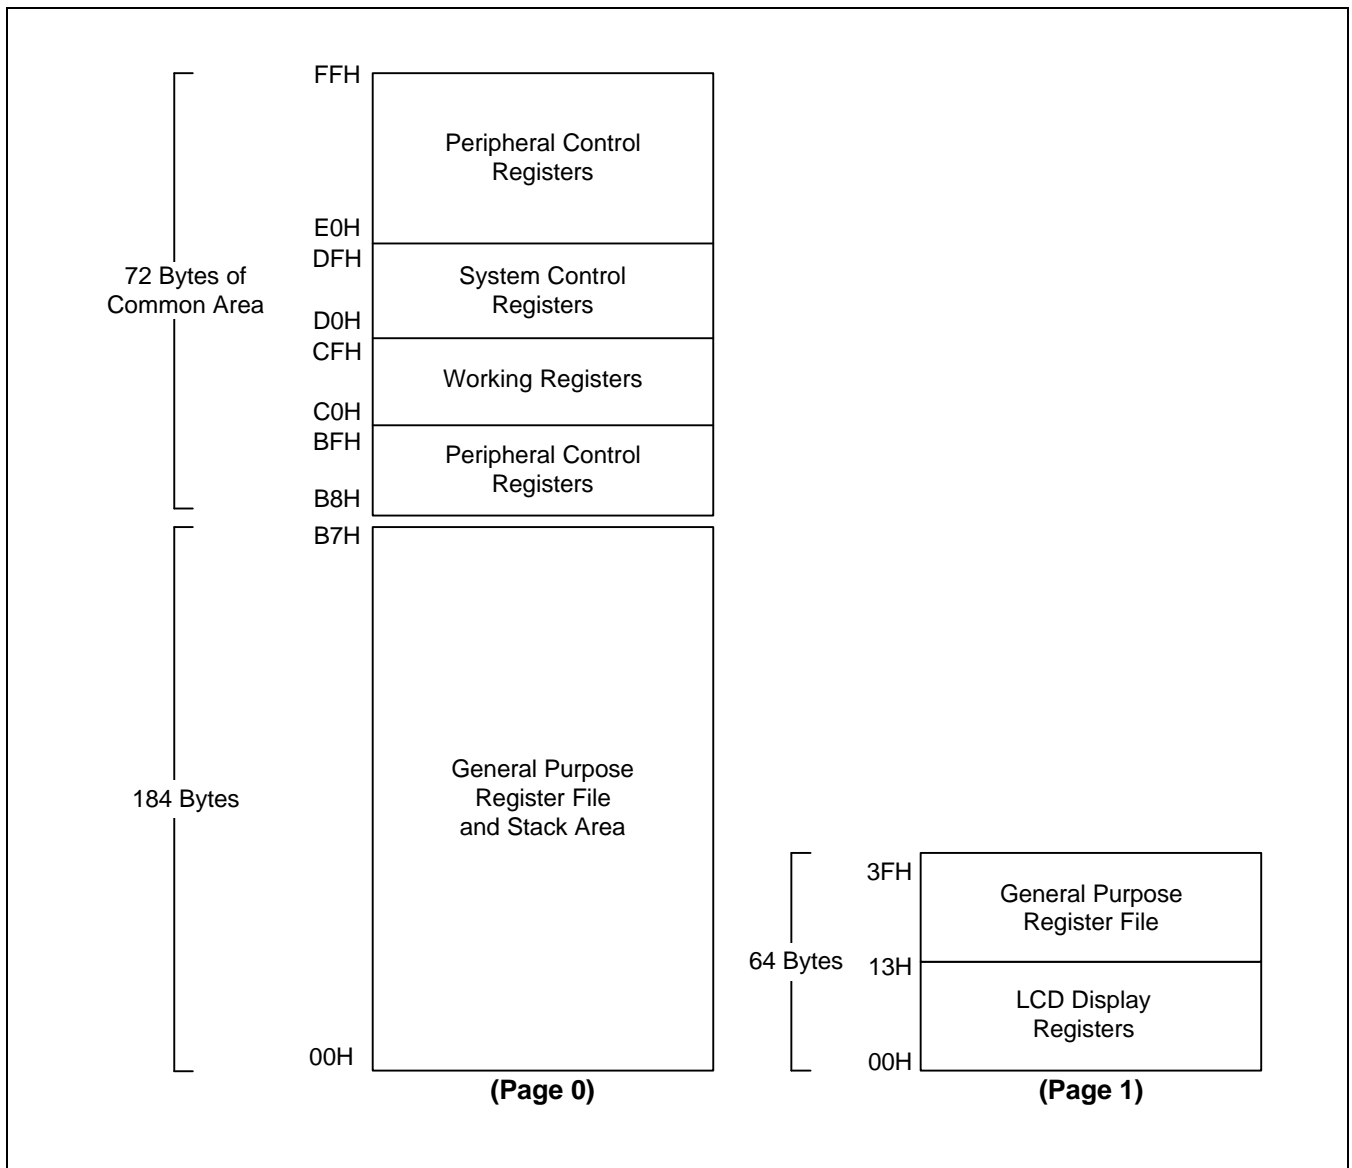 FFH
Peripheral Control
Registers
E0H
DFH
72 Bytes of
Common Area
System Control
Registers
D0H
CFH
Working Registers
C0H
BFH
Peripheral Control
Registers
B8H
B7H
184 Bytes
General Purpose
Register File
and Stack Area
00H
(Page 0)
64 Bytes
3FH
General Purpose
Register File
13H
LCD Display
Registers
00H
(Page 1)